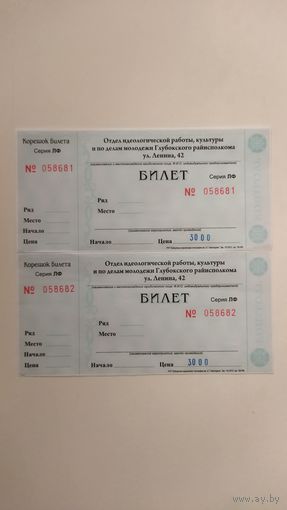 Корешок билета
Серия ЛФ
№ 058681
Ряд
Место
Начало
Цена
Отдел идеологической работы, культуры
и по делам молодежи Глубокского райисполкома
ул. Ленина, 42
БИЛЕТ
Серия ЛФ
№ 058681
Ряд
Место
Начало Цена 3000
Корешок билета
Серия ЛФ
№ 058682
Ряд
Место
Начало
Цена
Отдел идеологической работы, культуры
и по делам молодежи Глубокского райисполкома
ул. Ленина, 42
БИЛЕТ
Серия ЛФ
№ 058682
Ряд
Место
Начало Цена 3000
www.ay.by